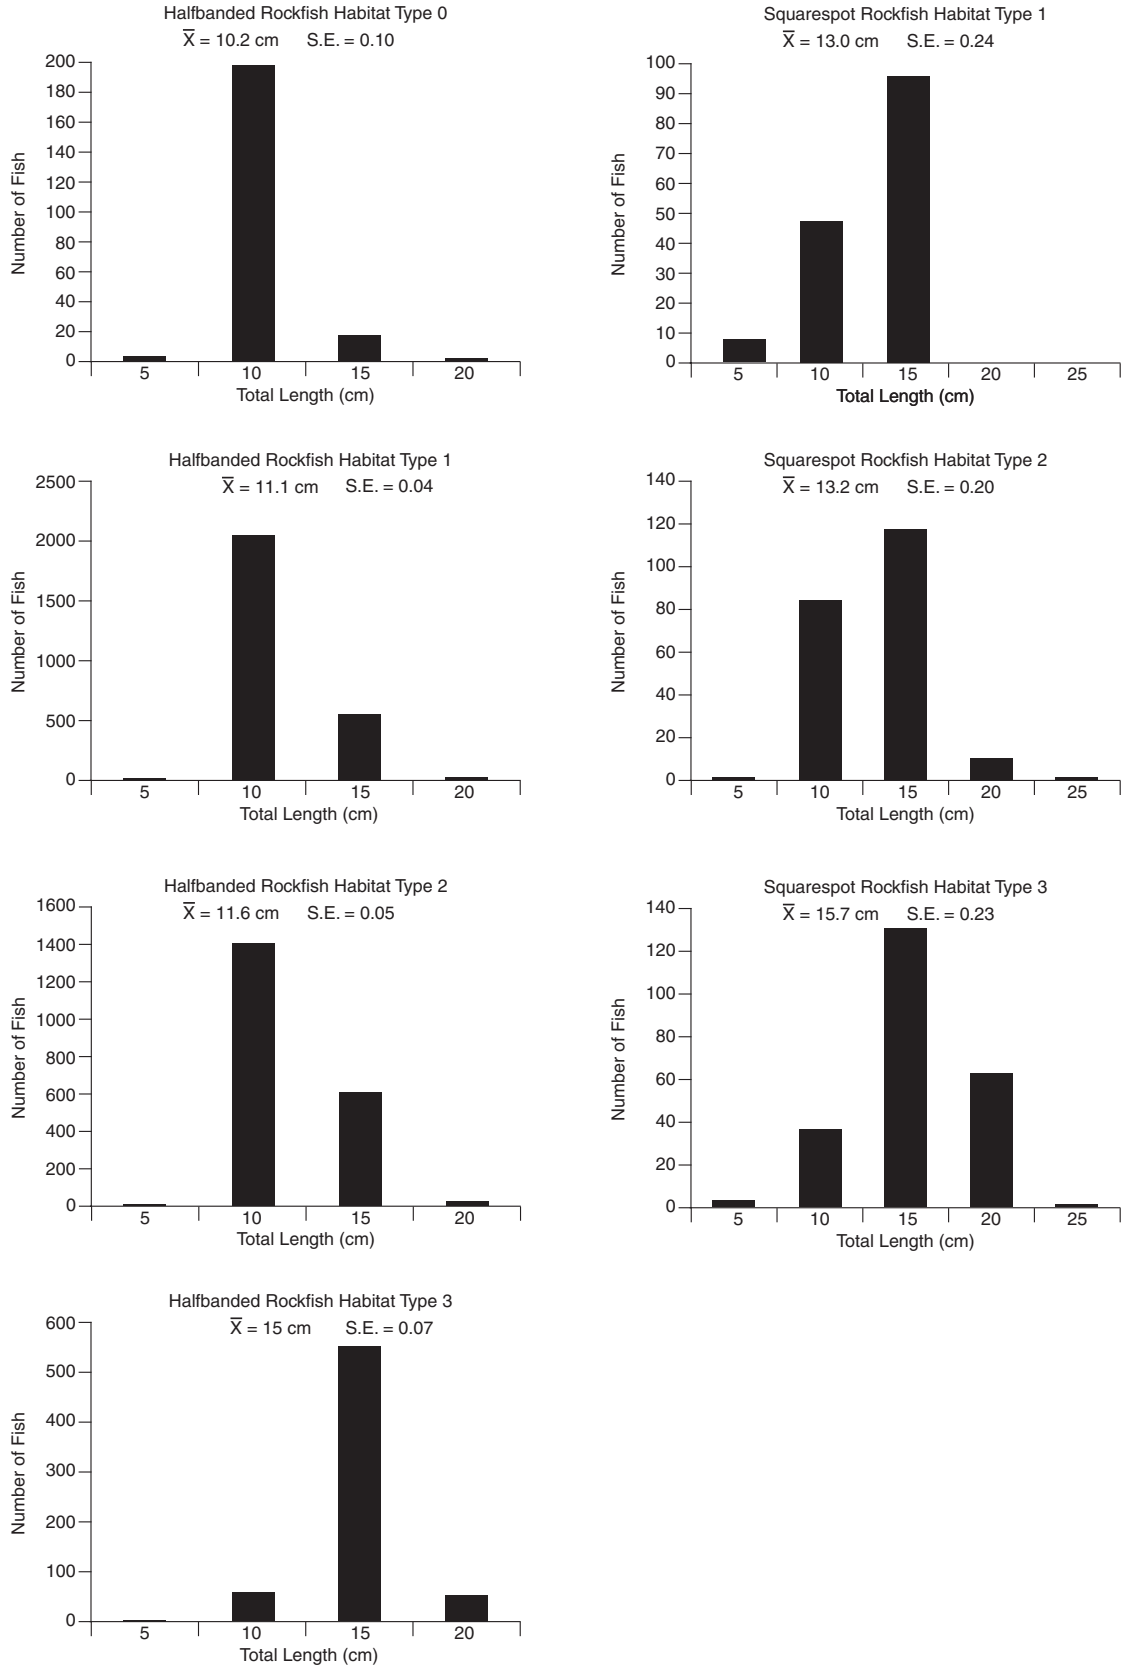 Halfbanded Rockfish Habitat Type 0
X̅ = 10.2 cm S.E. = 0.10
200
180
160
140
120
100
80
60
40
20
0
Number of Fish
5 10 15 20
Total Length (cm)
Squarespot Rockfish Habitat Type 1
X̅ = 13.0 cm S.E. = 0.24
100
90
80
70
60
50
40
30
20
10
0
Number of Fish
5 10 15 20 25
Total Length (cm)
Halfbanded Rockfish Habitat Type 1
X̅ = 11.1 cm S.E. = 0.04
2500
2000
1500
1000
500
0
Number of Fish
5 10 15 20
Total Length (cm)
Squarespot Rockfish Habitat Type 2
X̅ = 13.2 cm S.E. = 0.20
140
120
100
80
60
40
20
0
Number of Fish
5 10 15 20 25
Total Length (cm)
Halfbanded Rockfish Habitat Type 2
X̅ = 11.6 cm S.E. = 0.05
1600
1400
1200
1000
800
600
400
200
0
Number of Fish
5 10 15 20
Total Length (cm)
Squarespot Rockfish Habitat Type 3
X̅ = 15.7 cm S.E. = 0.23
140
120
100
80
60
40
20
0
Number of Fish
5 10 15 20 25
Total Length (cm)
Halfbanded Rockfish Habitat Type 3
X̅ = 15 cm S.E. = 0.07
600
500
400
300
200
100
0
Number of Fish
5 10 15 20
Total Length (cm)